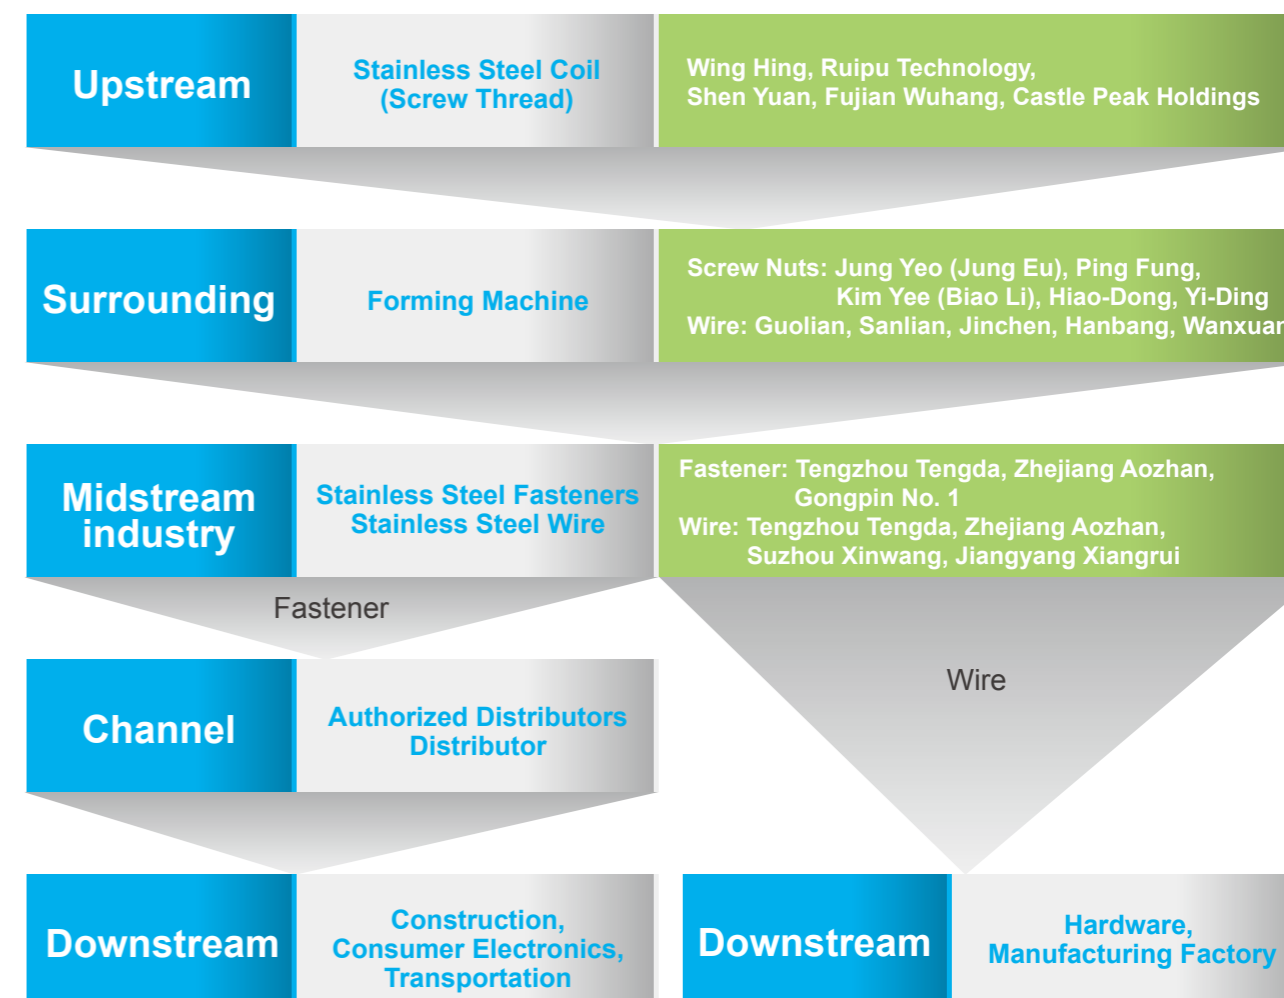 Upstream
Stainless Steel Coil
(Screw Thread)
Wing Hing, Ruipu Technology,
Shen Yuan, Fujian Wuhang, Castle Peak Holdings
Surrounding
Forming Machine
Screw Nuts: Jung Yeo (Jung Eu), Ping Fung,
Kim Yee (Biao Li), Hiao-Dong, Yi-Ding
Wire: Guolian, Sanlian, Jinchen, Hanbang, Wanxuan
Midstream
industry
Stainless Steel Fasteners
Stainless Steel Wire
Fastener: Tengzhou Tengda, Zhejiang Aozhan,
Gongpin No. 1
Wire: Tengzhou Tengda, Zhejiang Aozhan,
Suzhou Xinwang, Jiangyang Xiangrui
Fastener
Wire
Channel
Authorized Distributors
Distributor
Downstream
Construction,
Consumer Electronics,
Transportation
Downstream
Hardware,
Manufacturing Factory